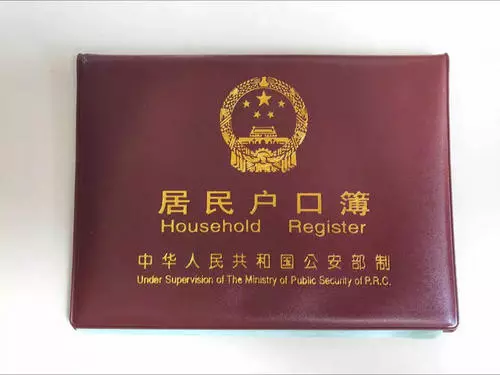 居民户口簿
Household Register
中华人民共和国公安部制
Under Supervision of The Ministry of Public Security of P.R.C.